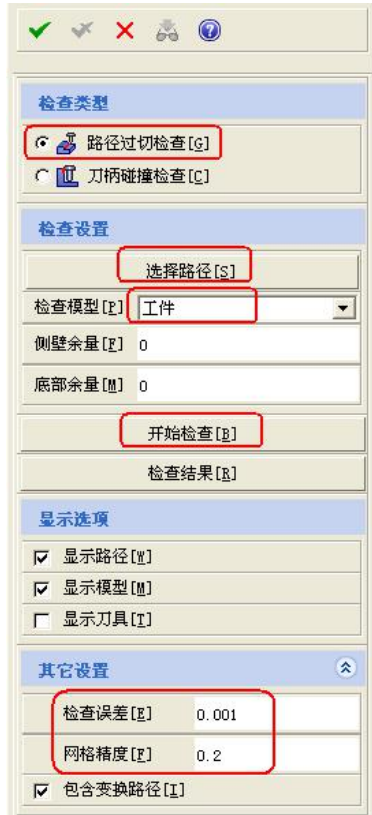 检查类型
路径过切检查[G]
刀柄碰撞检查[C]
检查设置
选择路径[S]
检查模型[P] 工件
侧壁余量[F] 0
底部余量[M] 0
开始检查[B]
检查结果[R]
显示选项
显示路径[W]
显示模型[M]
显示刀具[T]
其它设置
检查误差[E] 0.001
网格精度[F] 0.2
包含变换路径[I]